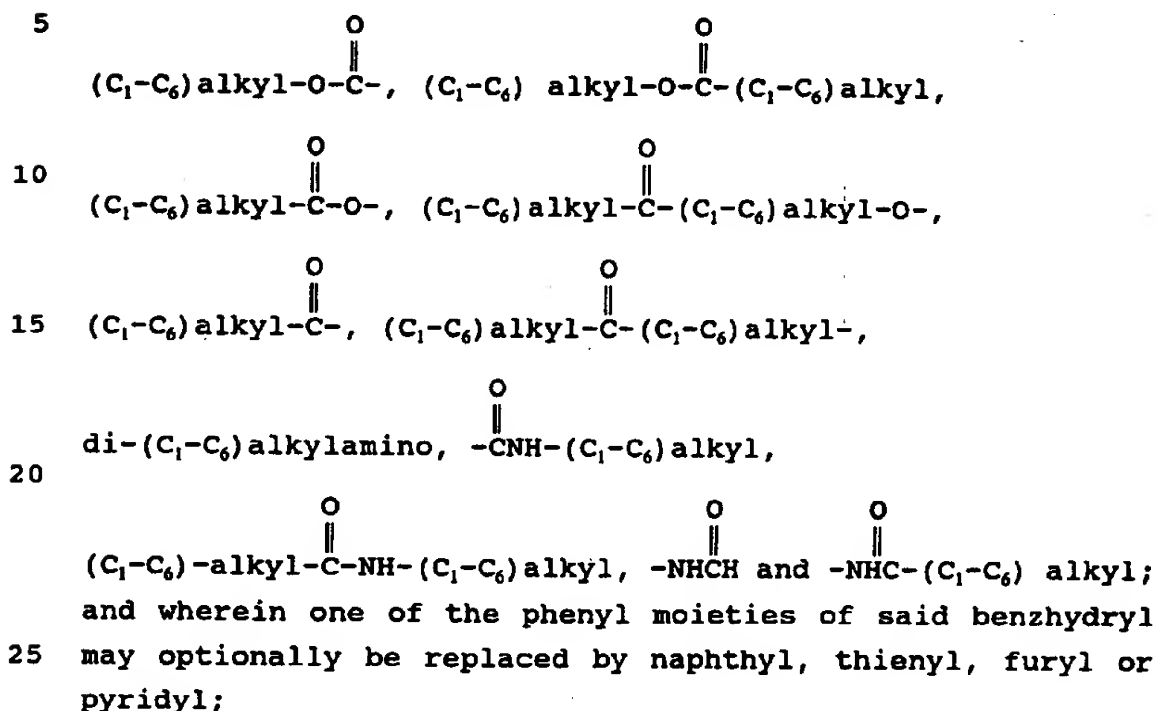 5 O O
‖ ‖
(C₁-C₆)alkyl-O-C-, (C₁-C₆) alkyl-O-C-(C₁-C₆)alkyl,
O O
10 ‖ ‖
(C₁-C₆)alkyl-C-O-, (C₁-C₆)alkyl-C-(C₁-C₆)alkyl-O-,
O O
‖ ‖
15 (C₁-C₆)alkyl-C-, (C₁-C₆)alkyl-C-(C₁-C₆)alkyl-,
O
‖
di-(C₁-C₆)alkylamino, -CNH-(C₁-C₆)alkyl,
20
O O O
‖ ‖ ‖
(C₁-C₆)-alkyl-C-NH-(C₁-C₆)alkyl, -NHCH and -NHC-(C₁-C₆) alkyl;
and wherein one of the phenyl moieties of said benzhydryl
25 may optionally be replaced by naphthyl, thienyl, furyl or
pyridyl;